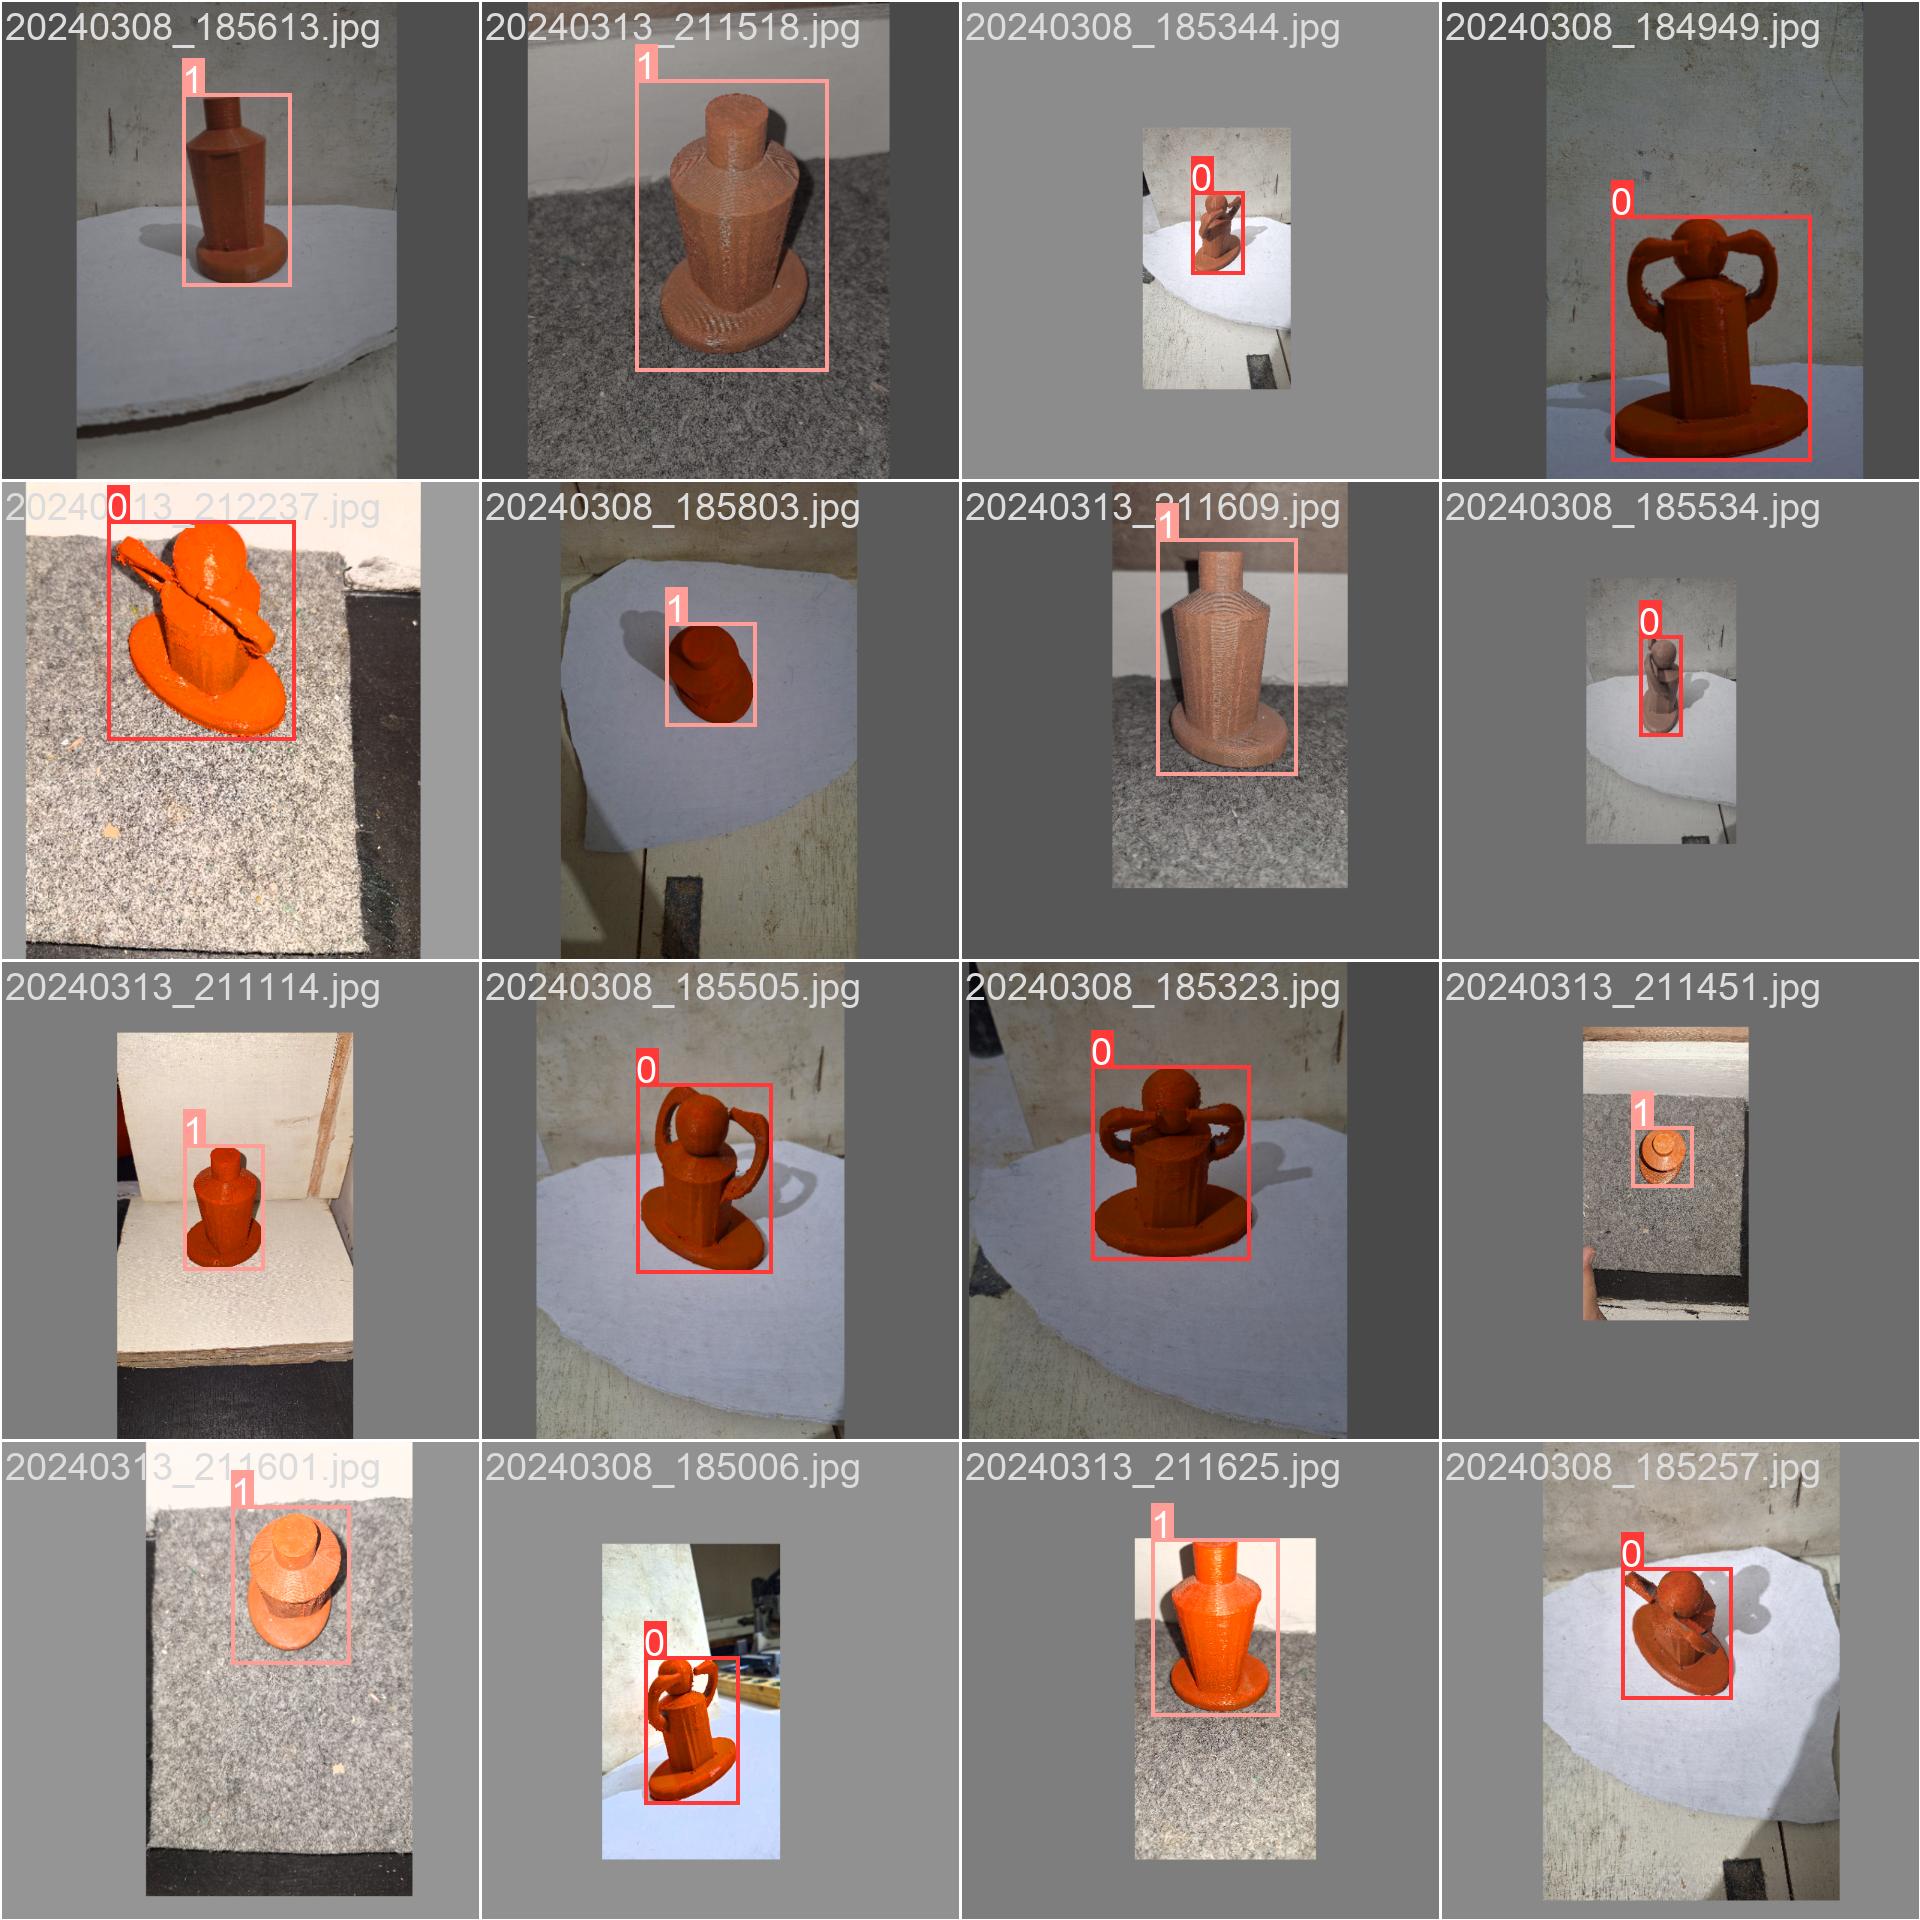 20240308_185613.jpg
1
20240313_211518.jpg
1
20240308_185344.jpg
0
20240308_184949.jpg
0
20240313_212237.jpg
0
20240308_185803.jpg
1
20240313_211609.jpg
1
20240308_185534.jpg
0
20240313_211114.jpg
1
20240308_185505.jpg
0
20240308_185323.jpg
0
20240313_211451.jpg
1
20240313_211601.jpg
1
20240308_185006.jpg
0
20240313_211625.jpg
1
20240308_185257.jpg
0